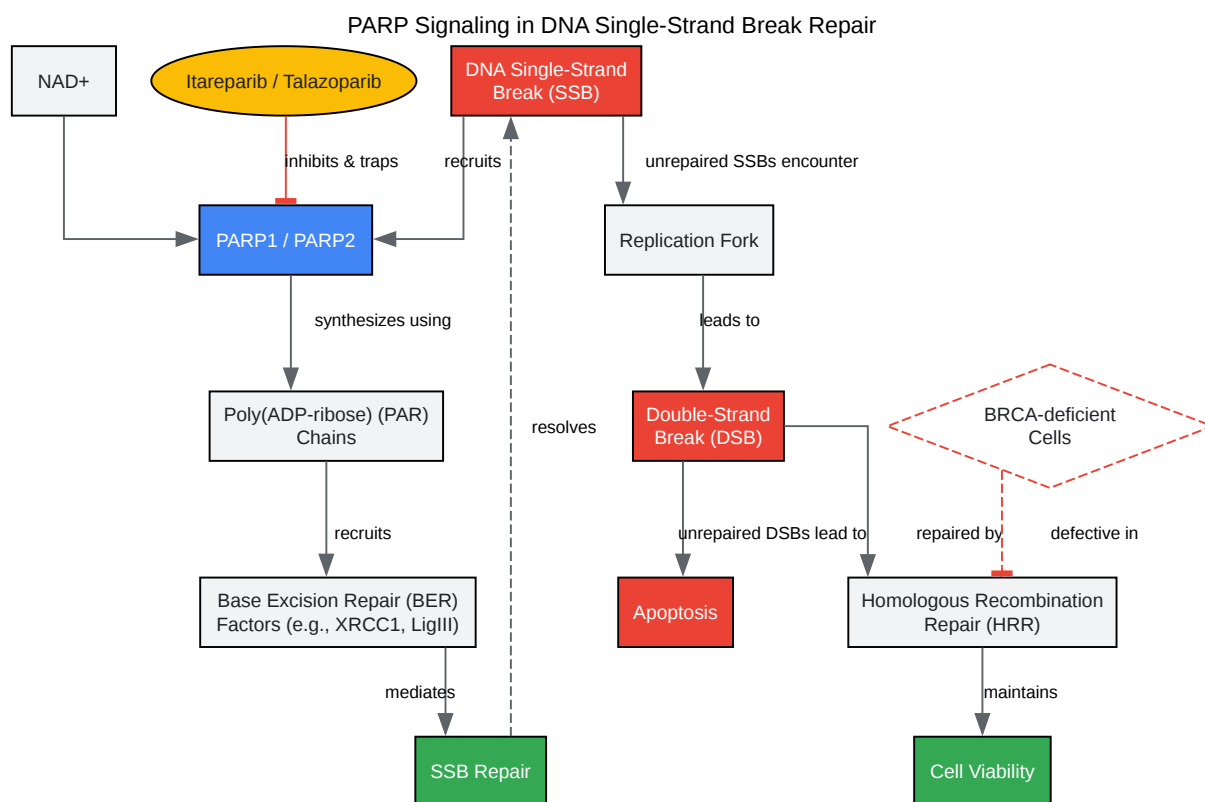 PARP Signaling in DNA Single-Strand Break Repair
NAD+
Itareparib / Talazoparib
DNA Single-Strand
Break (SSB)
inhibits & traps
recruits
unrepaired SSBs encounter
PARP1 / PARP2
Replication Fork
synthesizes using
leads to
Poly(ADP-ribose) (PAR)
Chains
resolves
Double-Strand
Break (DSB)
BRCA-deficient
Cells
recruits
unrepaired DSBs lead to
repaired by
defective in
Base Excision Repair (BER)
Factors (e.g., XRCC1, LigIII)
Apoptosis
Homologous Recombination
Repair (HRR)
mediates
maintains
SSB Repair
Cell Viability